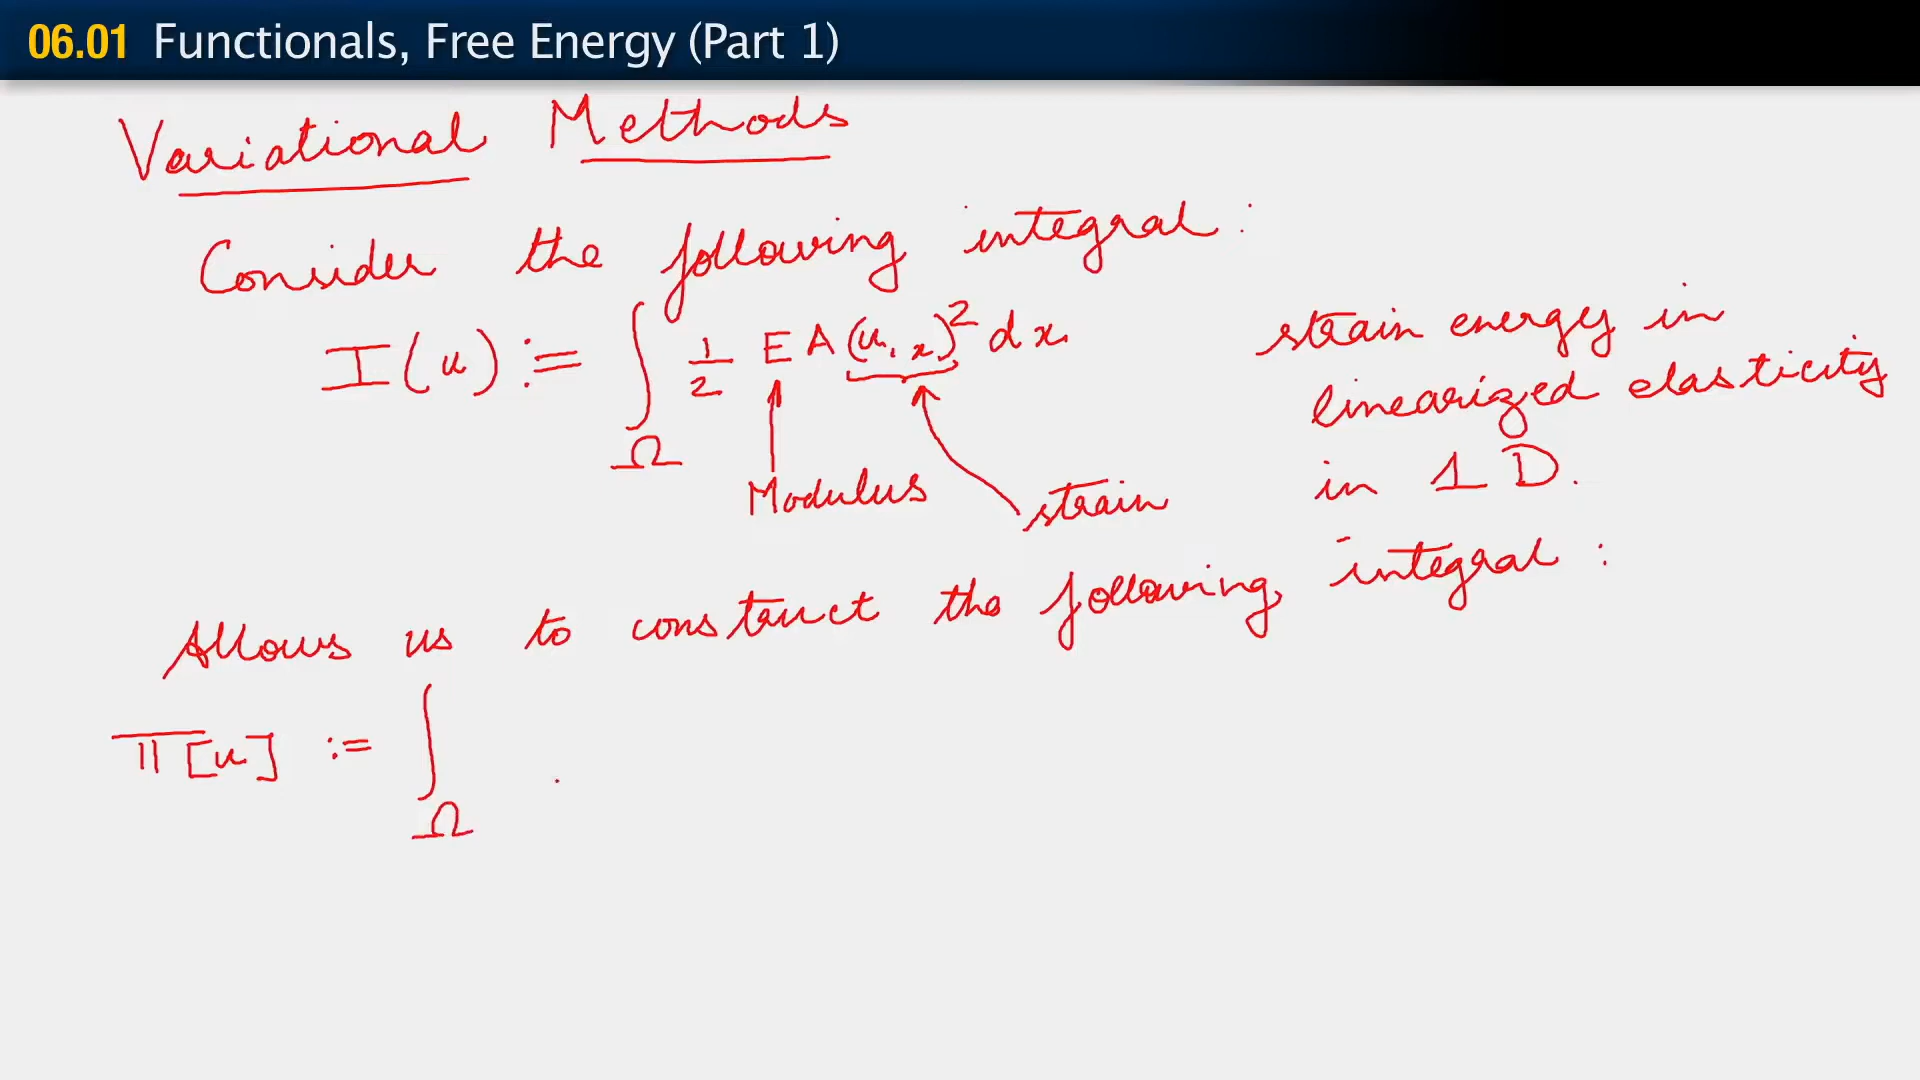 06.01 Functionals, Free Energy (Part 1)
Variational Methods
Consider the following integral:
I(u) := ∫_Ω 1/2 E A (u,x)² dx
Modulus
strain
strain energy in
linearized elasticity
in 1D.
Allows us to construct the following integral:
Π[u] := ∫_Ω